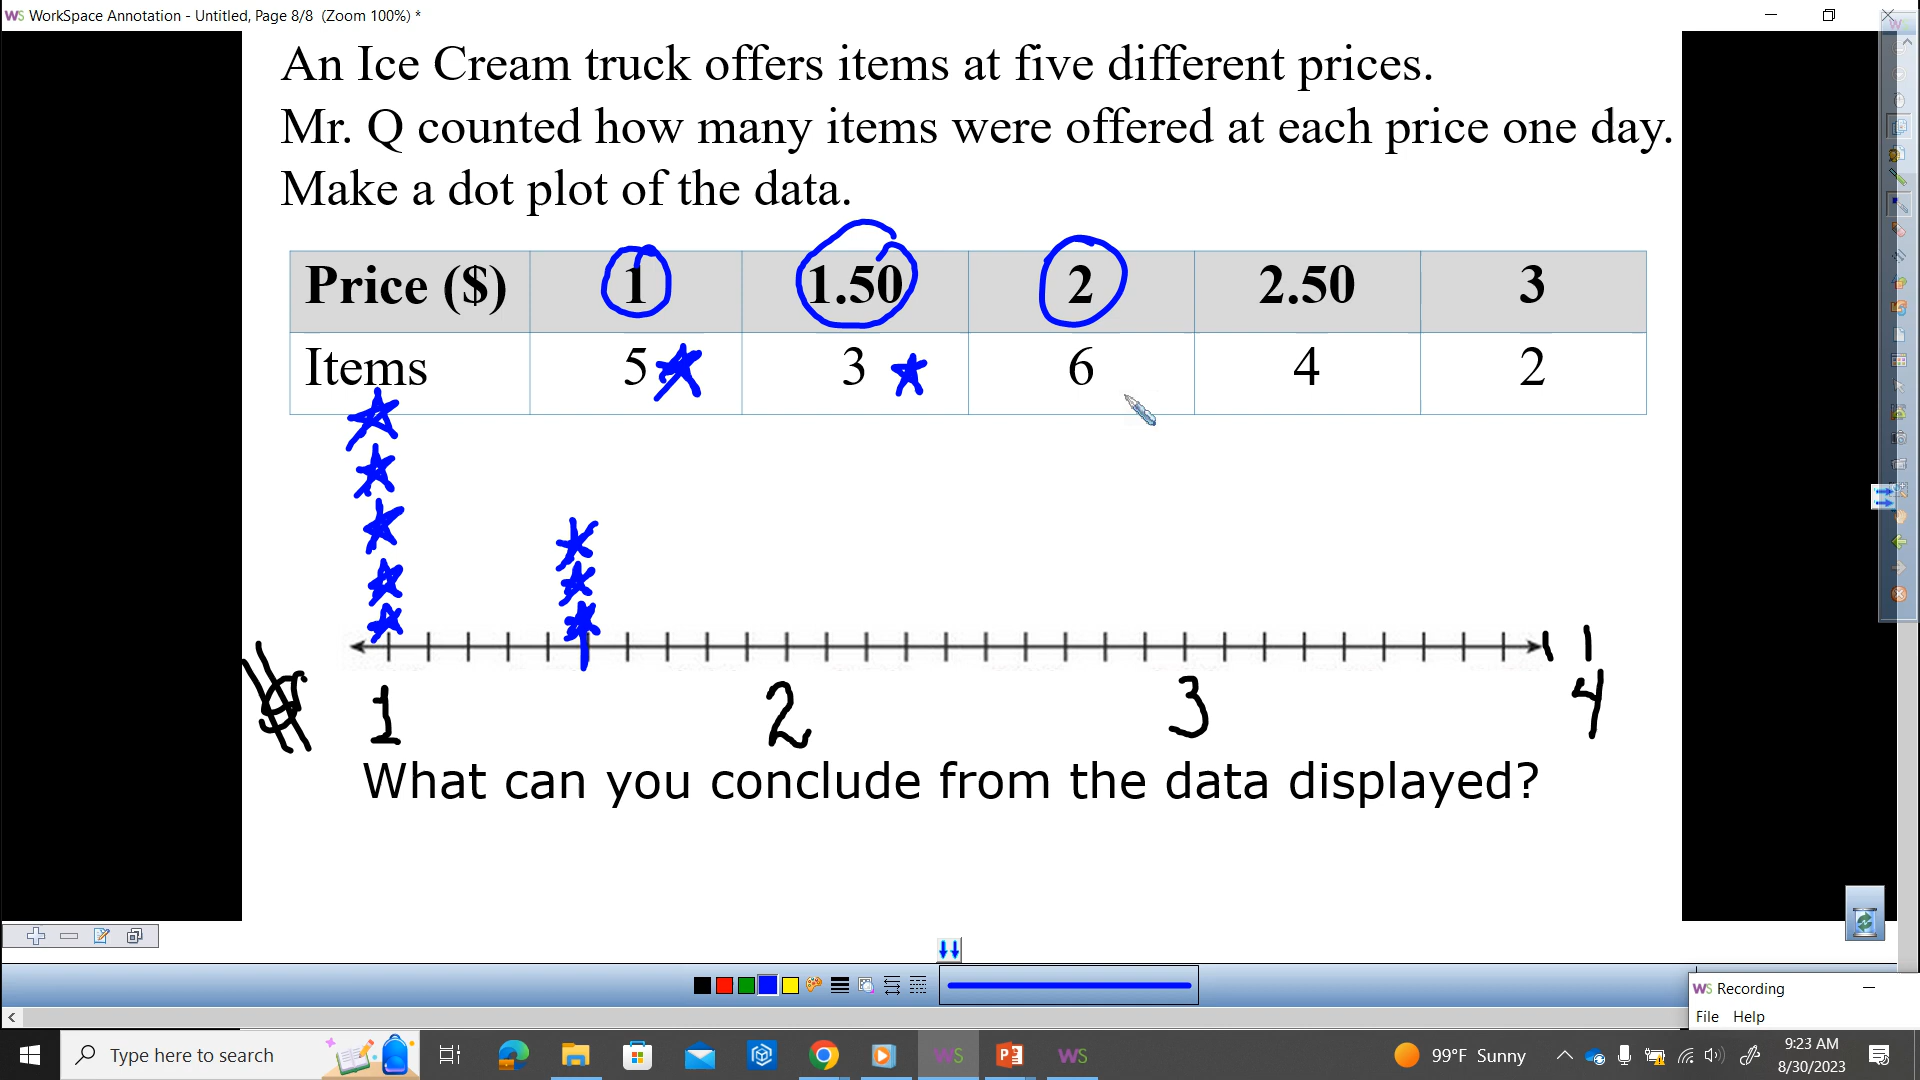 WS WorkSpace Annotation - Untitled, Page 8/8 (Zoom 100%) *
An Ice Cream truck offers items at five different prices.
Mr. Q counted how many items were offered at each price one day.
Make a dot plot of the data.
Price ($) 1 1.50 2 2.50 3
Items 5 3 6 4 2
$ 1 2 3 4
What can you conclude from the data displayed?
WS Recording
File Help
Type here to search
99°F Sunny
9:23 AM
8/30/2023